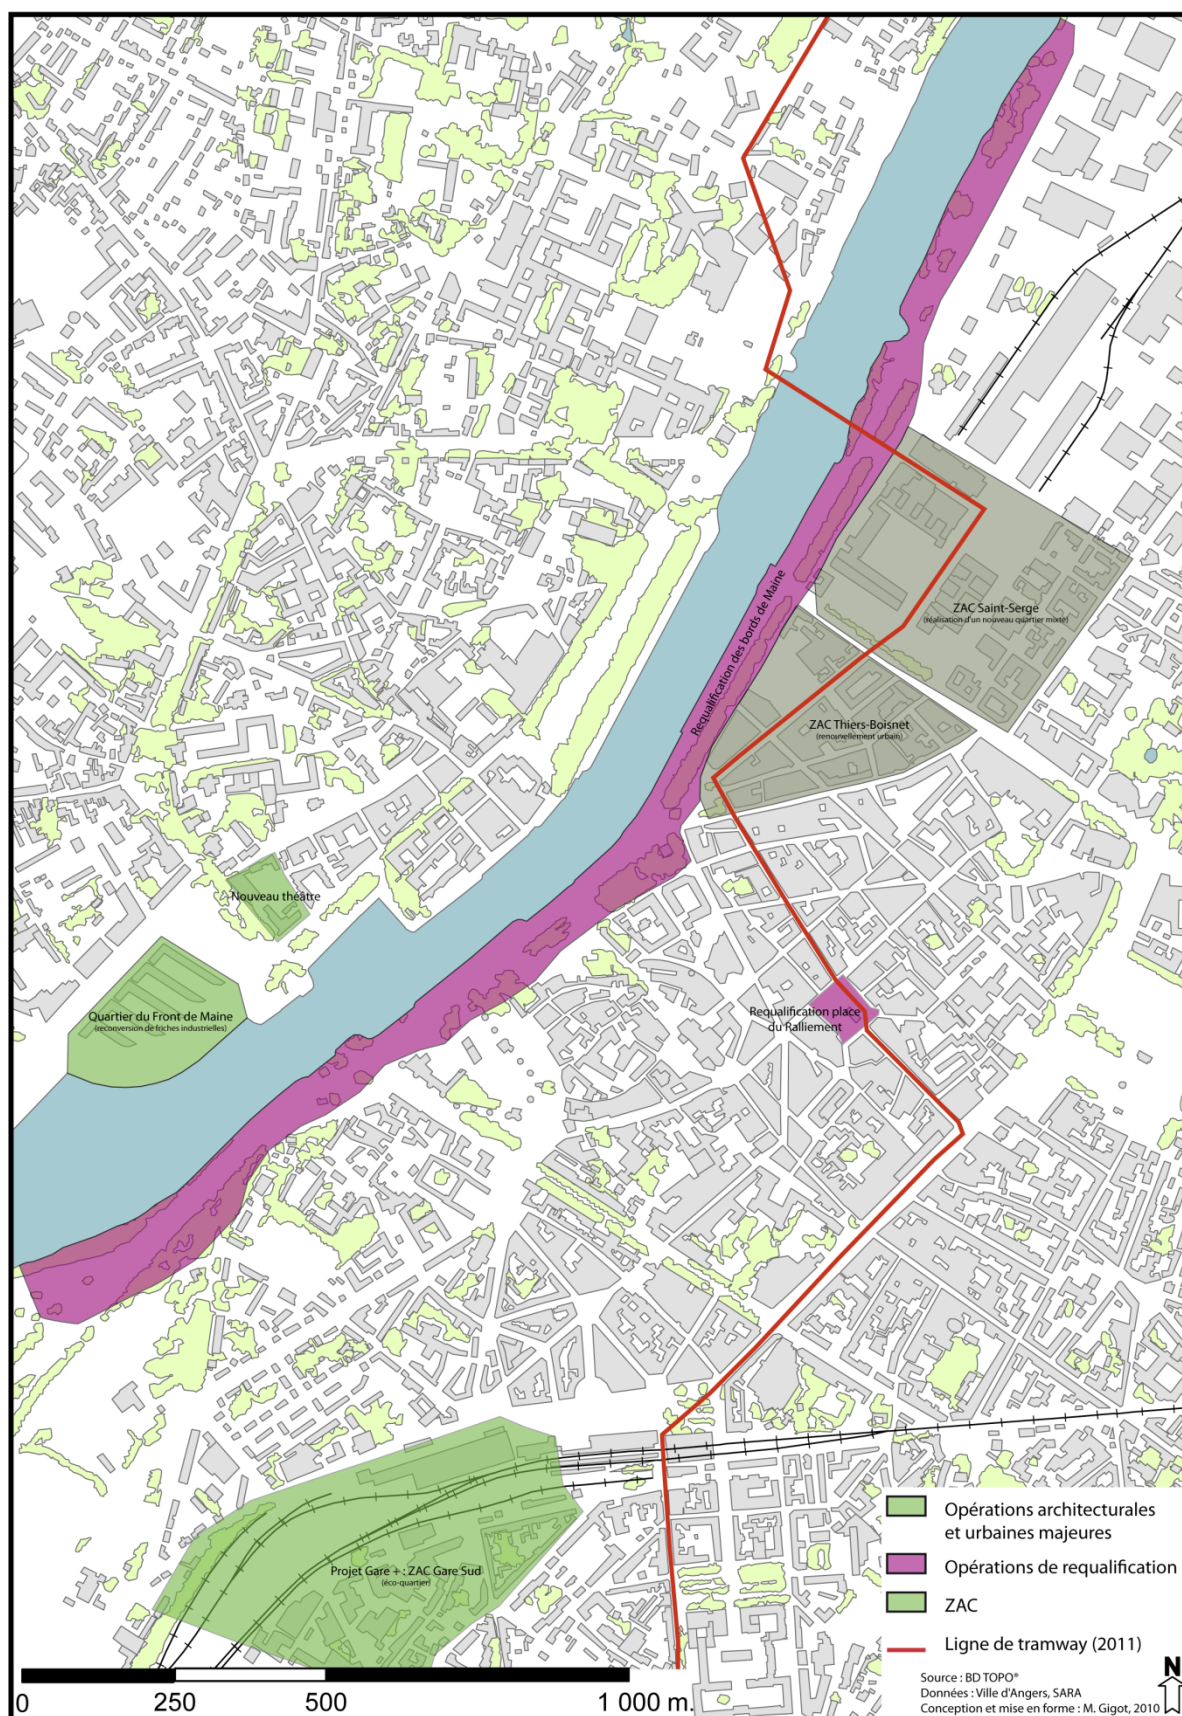 Requalification des bords de Maine
ZAC Saint-Serge
(réalisation d'un nouveau quartier mixte)
ZAC Thiers-Boisnet
(renouvellement urbain)
Nouveau théâtre
Quartier du Front de Maine
(reconversion de friches industrielles)
Requalification place
du Ralliement
Projet Gare + : ZAC Gare Sud
(éco-quartier)
Opérations architecturales
et urbaines majeures
Opérations de requalification
ZAC
Ligne de tramway (2011)
Source : BD TOPO®
Données : Ville d'Angers, SARA
Conception et mise en forme : M. Gigot, 2010
N
0 250 500 1 000 m.